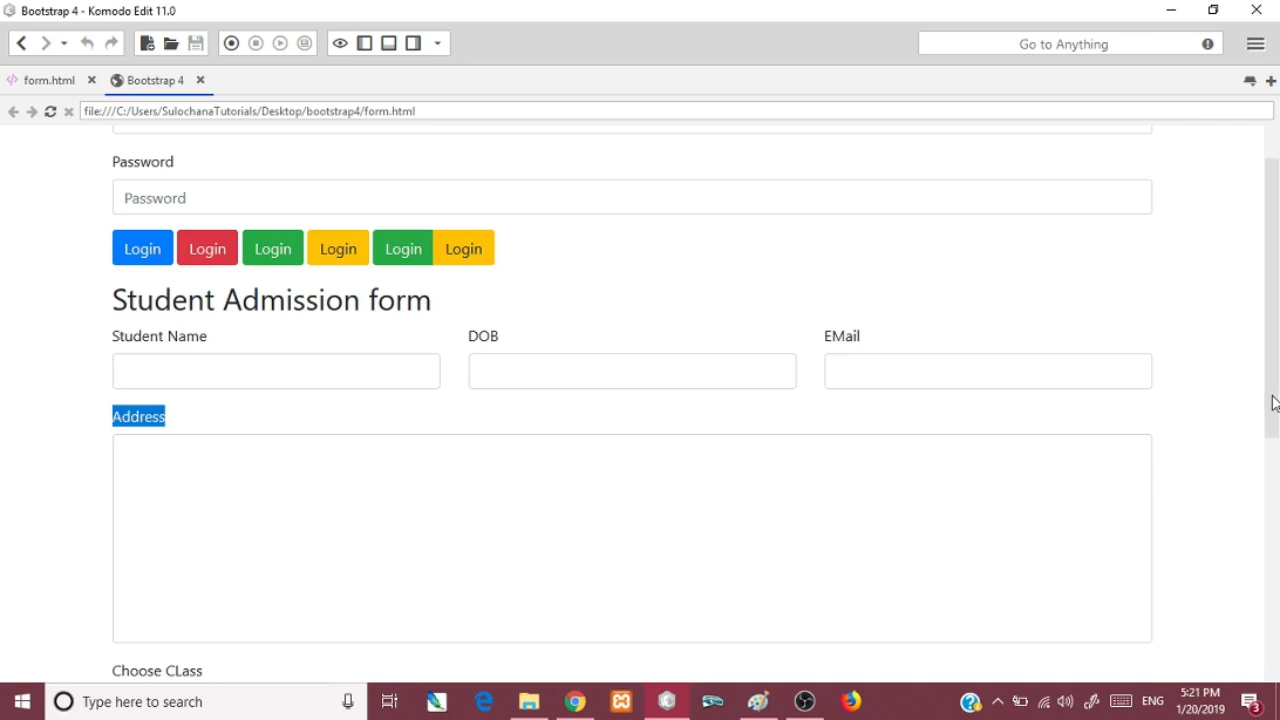 Bootstrap 4 - Komodo Edit 11.0
Go to Anything
form.html
Bootstrap 4
file:///C:/Users/SulochanaTutorials/Desktop/bootstrap4/form.html
Password
Password
Login Login Login Login Login Login
Student Admission form
Student Name DOB EMail
Address
Choose CLass
Type here to search
ENG
5:21 PM
1/20/2019
3